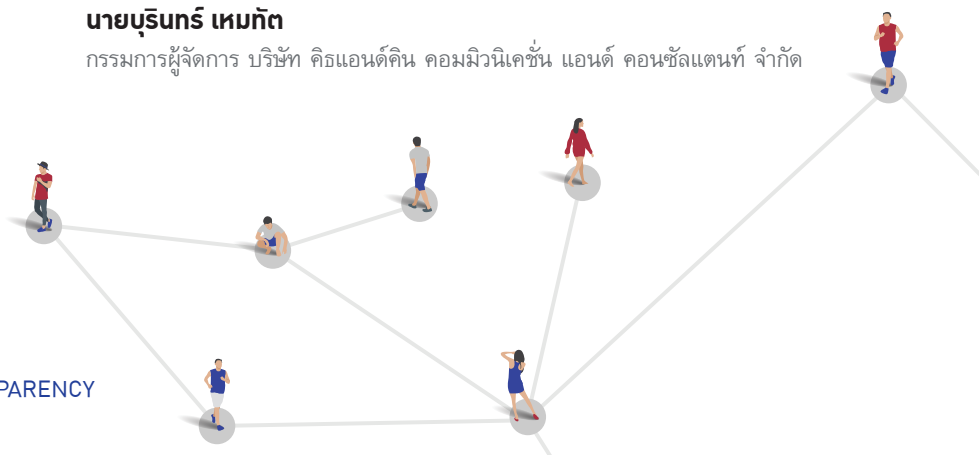 นายบุรินทร์ เหมทัต
กรรมการผู้จัดการ บริษัท คิธแอนด์คิน คอมมิวนิเคชั่น แอนด์ คอนซัลแตนท์ จำกัด
PARENCY